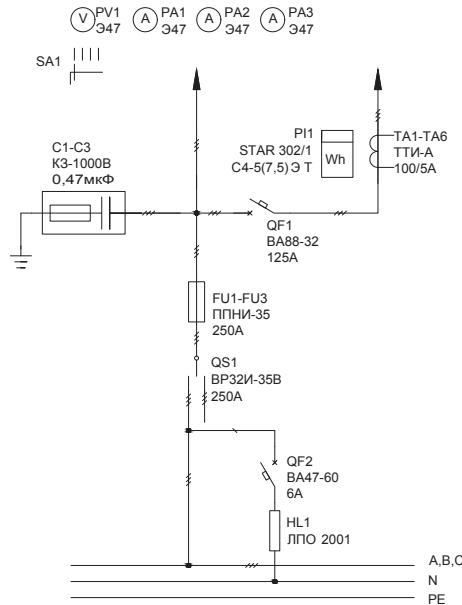 V PV1 A PA1 A PA2 A PA3
Э47 Э47 Э47 Э47
SA1
PI1
STAR 302/1
С4-5(7,5) Э Т
Wh
TA1-TA6
ТТИ-А
100/5А
C1-C3
КЗ-1000В
0,47мкФ
QF1
ВА88-32
125А
FU1-FU3
ППНИ-35
250А
QS1
ВР32И-35В
250А
QF2
ВА47-60
6А
HL1
ЛПО 2001
A,B,C
N
PE